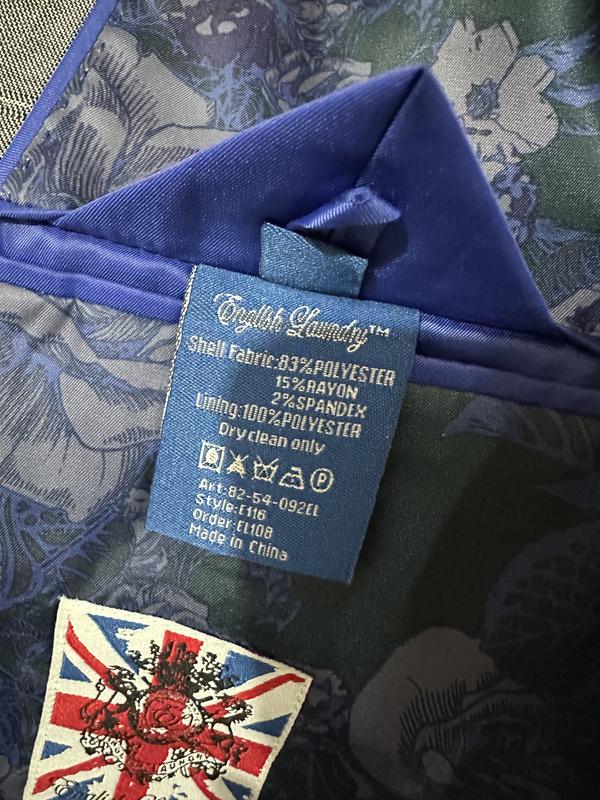 English Laundry™
Shell Fabric:83%POLYESTER
15%RAYON
2%SPANDEX
Lining:100%POLYESTER
Dry clean only
P
Art:82-54-092EL
Style:E116
Order:EL108
Made in China